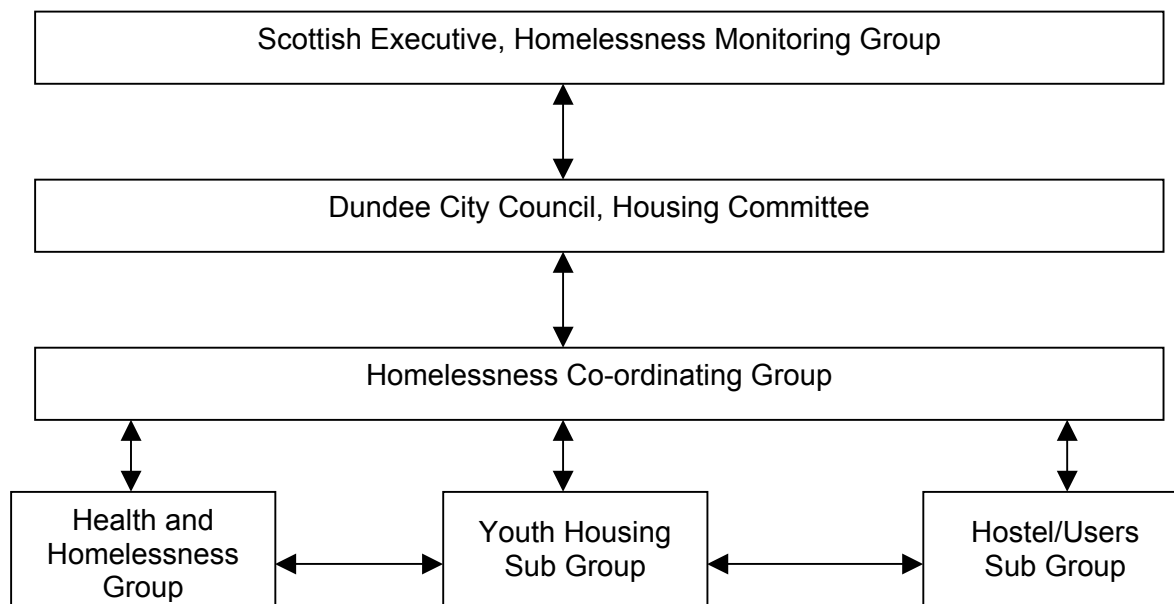 Scottish Executive, Homelessness Monitoring Group
Dundee City Council, Housing Committee
Homelessness Co-ordinating Group
Health and
Homelessness
Group
Youth Housing
Sub Group
Hostel/Users
Sub Group